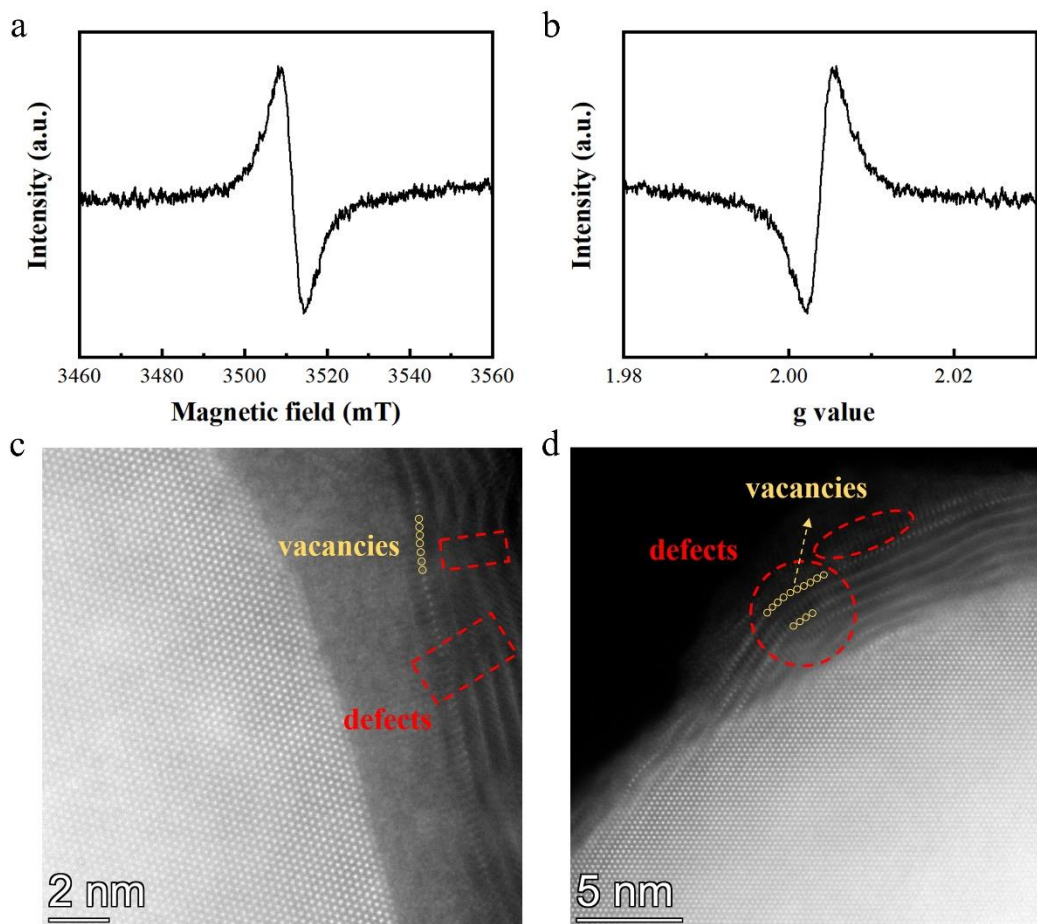 a
Intensity (a.u.)
3460 3480 3500 3520 3540 3560
Magnetic field (mT)
b
Intensity (a.u.)
1.98 2.00 2.02
g value
c
vacancies
defects
2 nm
d
vacancies
defects
5 nm